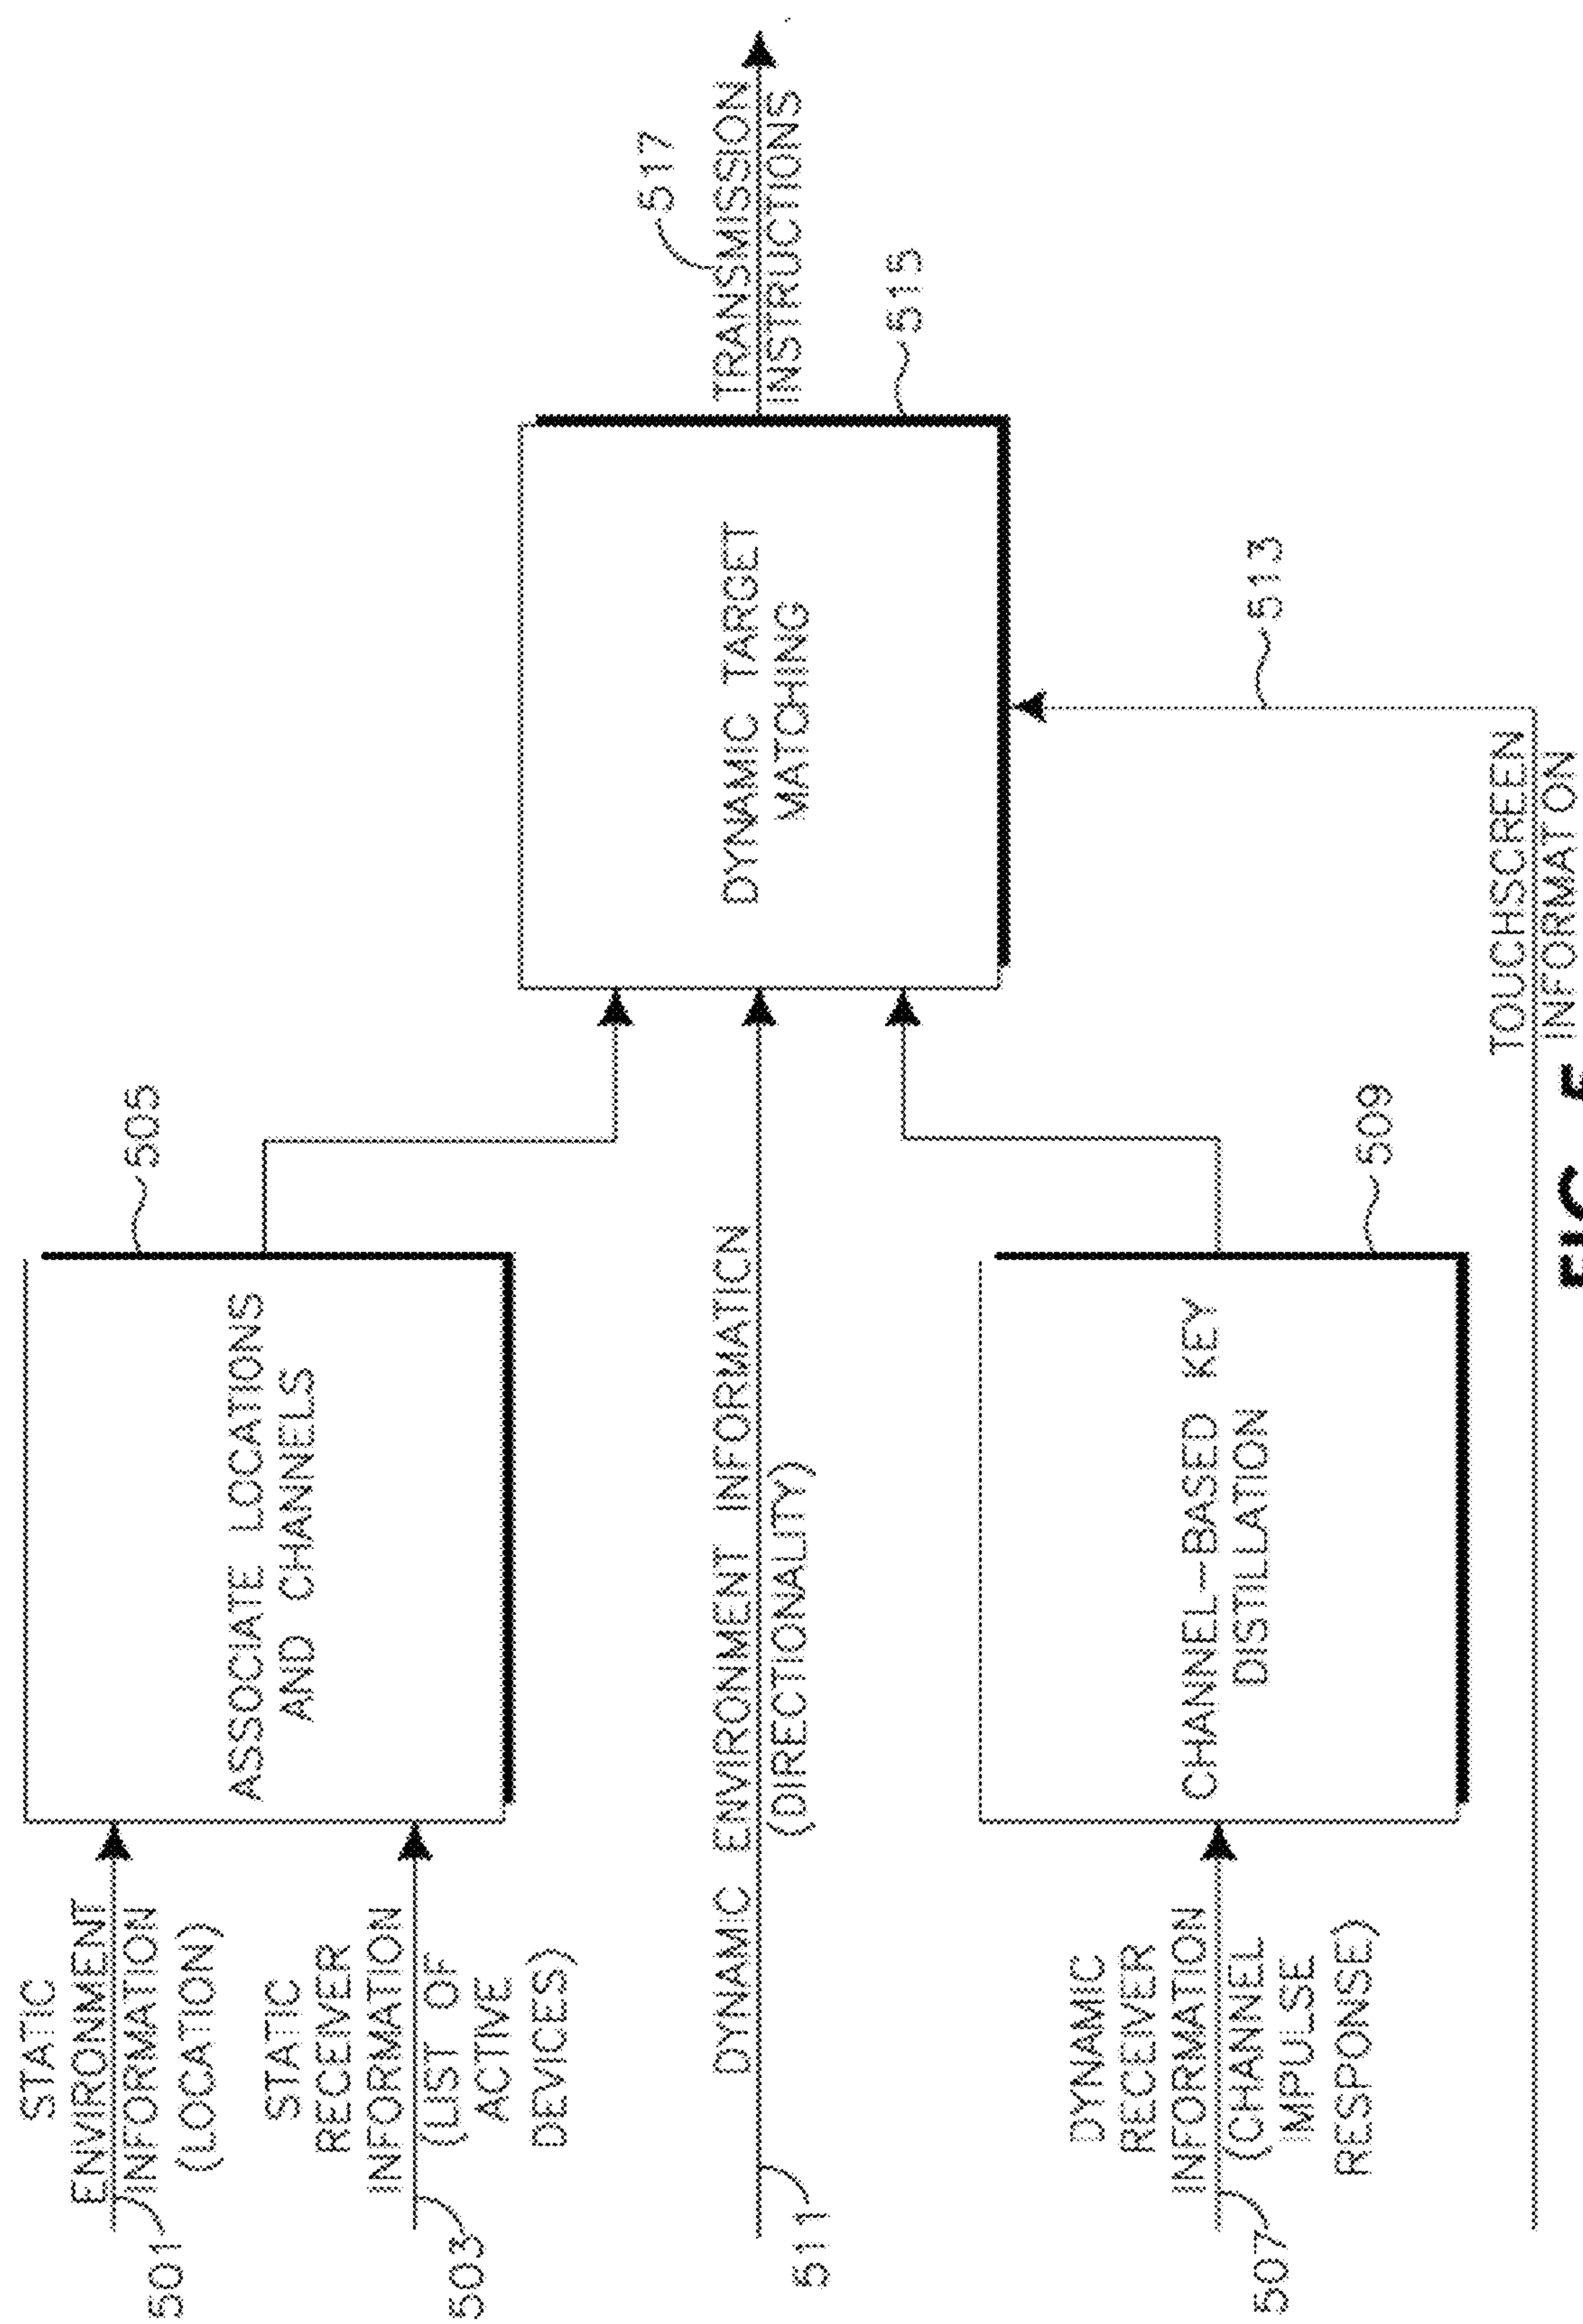 STATIC
ENVIRONMENT
INFORMATION
(LOCATION)
501
STATIC
RECEIVER
INFORMATION
(LIST OF
ACTIVE
DEVICES)
503
ASSOCIATE LOCATIONS
AND CHANNELS
505
DYNAMIC ENVIRONMENT INFORMATION
(DIRECTIONALITY)
511
DYNAMIC
RECEIVER
INFORMATION
(CHANNEL
IMPULSE
RESPONSE)
507
CHANNEL-BASED KEY
DISTILLATION
509
DYNAMIC TARGET
MATCHING
515
517
TRANSMISSION
INSTRUCTIONS
513
TOUCHSCREEN
INFORMATON